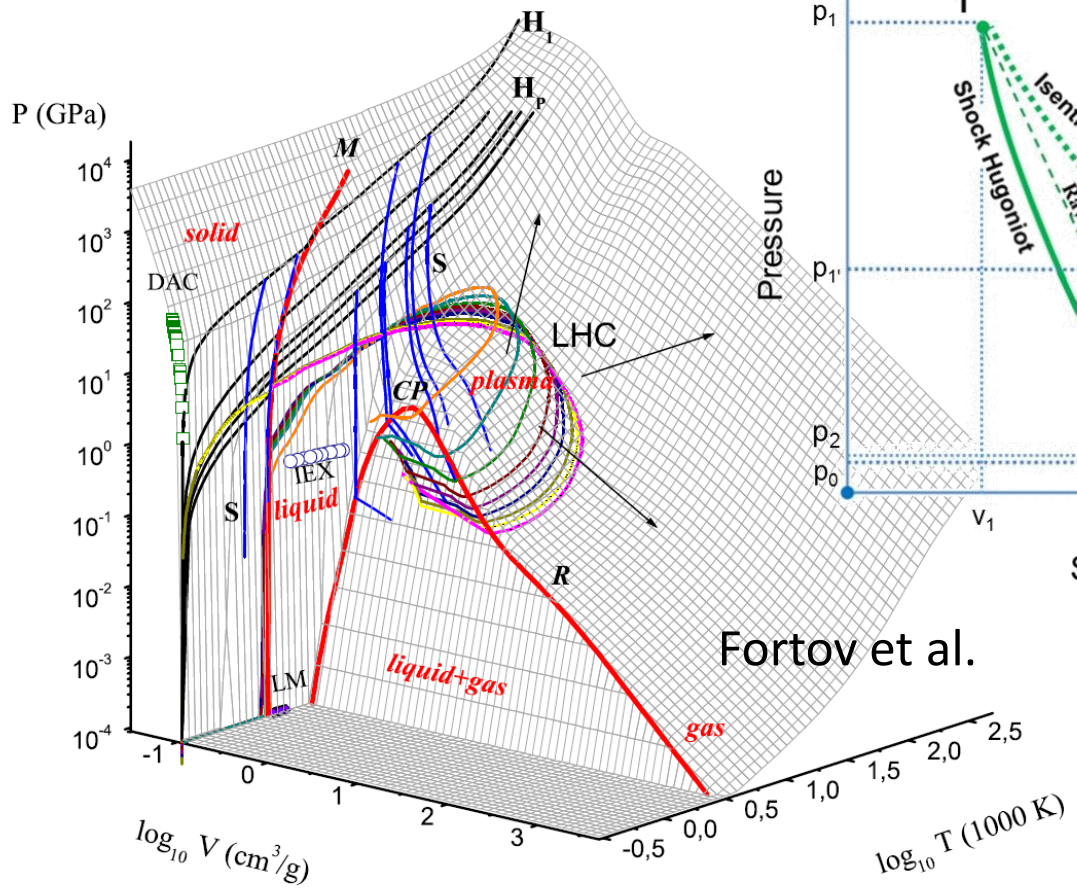 H1
HP
P (GPa)
M
10^4
10^3
10^2
10^1
10^0
10^-1
10^-2
10^-3
10^-4
solid
DAC
S
S
LHC
plasma
CP
IEX
liquid
R
LM
liquid+gas
gas
Fortov et al.
-1
0
1
2
3
log10 V (cm^3/g)
-0,5
0,0
0,5
1,0
1,5
2,0
2,5
log10 T (1000 K)
p1
p1'
p2
p0
Pressure
Shock Hugoniot
v1